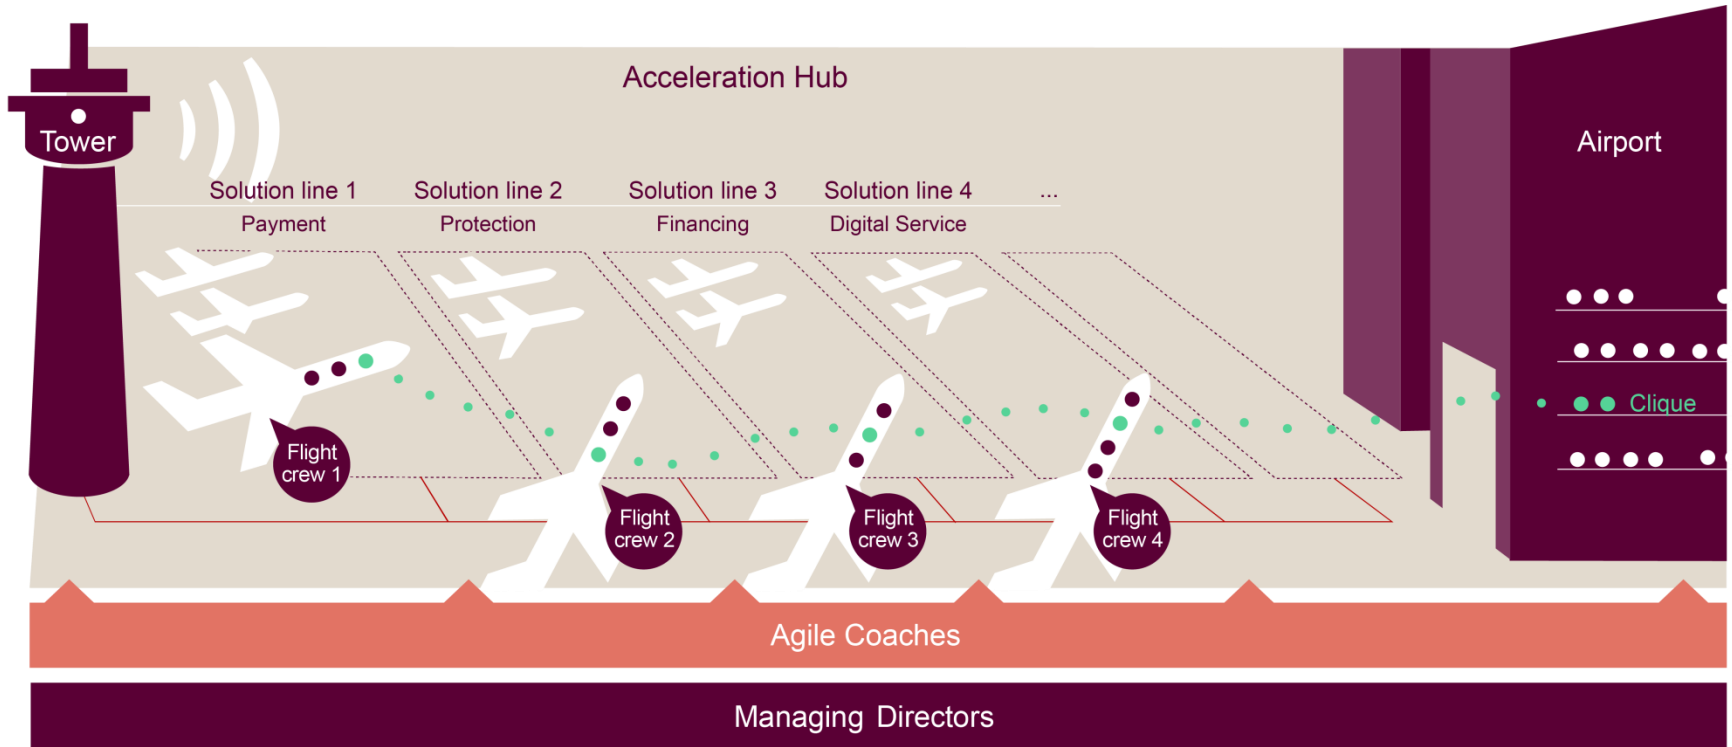 Acceleration Hub
Tower
Airport
Solution line 1
Solution line 2
Solution line 3
Solution line 4
...
Payment
Protection
Financing
Digital Service
Clique
Flight
crew 1
Flight
crew 2
Flight
crew 3
Flight
crew 4
Agile Coaches
Managing Directors